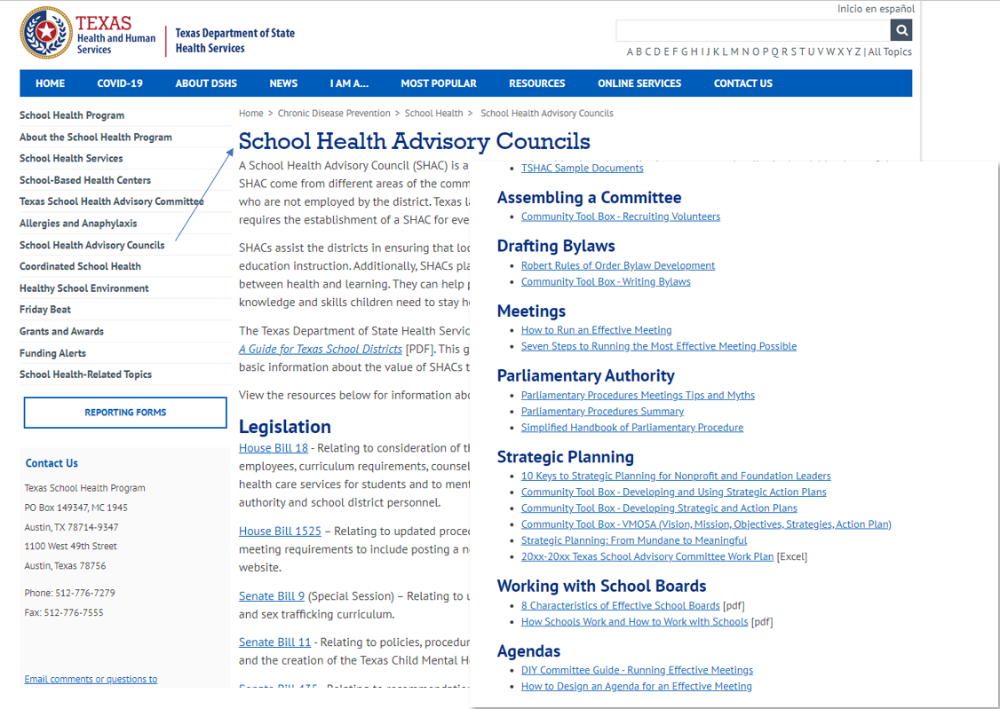 Inicio en español
TEXAS
Health and Human
Services
Texas Department of State
Health Services
A B C D E F G H I J K L M N O P Q R S T U V W X Y Z | All Topics
HOME COVID-19 ABOUT DSHS NEWS I AM A... MOST POPULAR RESOURCES ONLINE SERVICES CONTACT US
School Health Program
About the School Health Program
School Health Services
School-Based Health Centers
Texas School Health Advisory Committee
Allergies and Anaphylaxis
School Health Advisory Councils
Coordinated School Health
Healthy School Environment
Friday Beat
Grants and Awards
Funding Alerts
School Health-Related Topics
REPORTING FORMS
Contact Us
Texas School Health Program
PO Box 149347, MC 1945
Austin, TX 78714-9347
1100 West 49th Street
Austin, Texas 78756
Phone: 512-776-7279
Fax: 512-776-7555
Email comments or questions to
Home > Chronic Disease Prevention > School Health > School Health Advisory Councils
School Health Advisory Councils
A School Health Advisory Council (SHAC) is a
SHAC come from different areas of the comm
who are not employed by the district. Texas la
requires the establishment of a SHAC for eve
SHACs assist the districts in ensuring that loc
education instruction. Additionally, SHACs pla
between health and learning. They can help p
knowledge and skills children need to stay he
The Texas Department of State Health Servic
A Guide for Texas School Districts [PDF]. This g
basic information about the value of SHACs t
View the resources below for information abo
Legislation
House Bill 18 - Relating to consideration of th
employees, curriculum requirements, counsel
health care services for students and to ment
authority and school district personnel.
House Bill 1525 – Relating to updated proced
meeting requirements to include posting a no
website.
Senate Bill 9 (Special Session) – Relating to u
and sex trafficking curriculum.
Senate Bill 11 - Relating to policies, procedur
and the creation of the Texas Child Mental He
TSHAC Sample Documents
Assembling a Committee
Community Tool Box - Recruiting Volunteers
Drafting Bylaws
Robert Rules of Order Bylaw Development
Community Tool Box - Writing Bylaws
Meetings
How to Run an Effective Meeting
Seven Steps to Running the Most Effective Meeting Possible
Parliamentary Authority
Parliamentary Procedures Meetings Tips and Myths
Parliamentary Procedures Summary
Simplified Handbook of Parliamentary Procedure
Strategic Planning
10 Keys to Strategic Planning for Nonprofit and Foundation Leaders
Community Tool Box - Developing and Using Strategic Action Plans
Community Tool Box - Developing Strategic and Action Plans
Community Tool Box - VMOSA (Vision, Mission, Objectives, Strategies, Action Plan)
Strategic Planning: From Mundane to Meaningful
20xx-20xx Texas School Advisory Committee Work Plan [Excel]
Working with School Boards
8 Characteristics of Effective School Boards [pdf]
How Schools Work and How to Work with Schools [pdf]
Agendas
DIY Committee Guide - Running Effective Meetings
How to Design an Agenda for an Effective Meeting